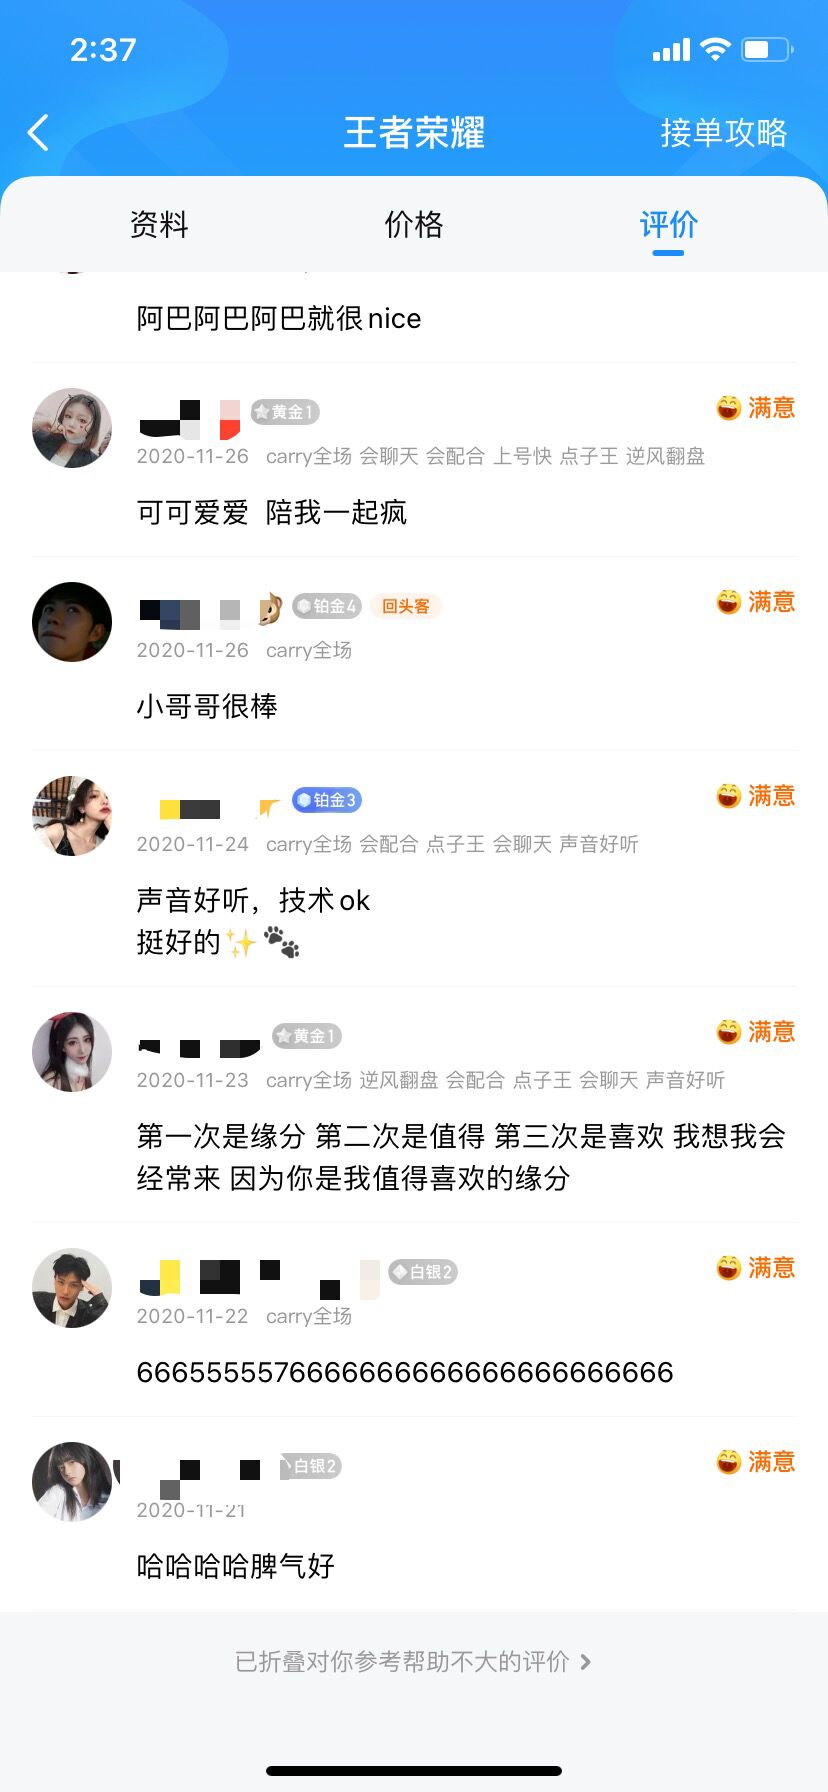 2:37
王者荣耀
接单攻略
资料 价格 评价
阿巴阿巴阿巴就很nice
黄金1
满意
2020-11-26 carry全场 会聊天 会配合 上号快 点子王 逆风翻盘
可可爱爱 陪我一起疯
铂金4 回头客
满意
2020-11-26 carry全场
小哥哥很棒
铂金3
满意
2020-11-24 carry全场 会配合 点子王 会聊天 声音好听
声音好听，技术ok
挺好的✨🐾
黄金1
满意
2020-11-23 carry全场 逆风翻盘 会配合 点子王 会聊天 声音好听
第一次是缘分 第二次是值得 第三次是喜欢 我想我会
经常来 因为你是我值得喜欢的缘分
白银2
满意
2020-11-22 carry全场
666555557666666666666666666666
白银2
满意
2020-11-21
哈哈哈哈脾气好
已折叠对你参考帮助不大的评价